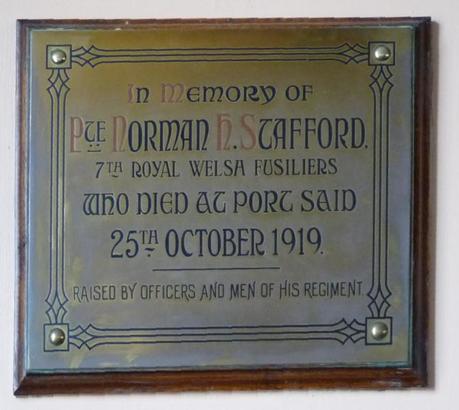 In Memory of
Pte Norman H. Stafford.
7th Royal Welsh Fusiliers
who died at Port Said
25th October 1919.
Raised by Officers and Men of His Regiment.